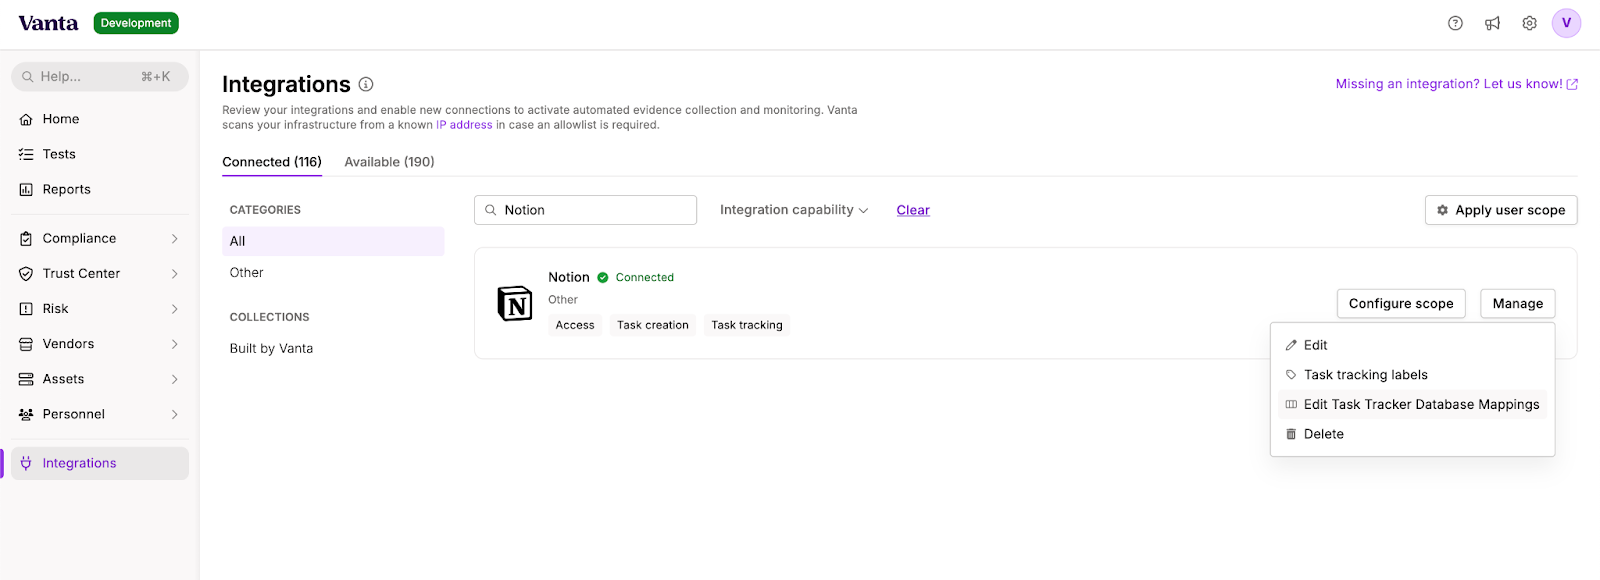 Vanta
Development
V
Help...
⌘+K
Home
Tests
Reports
Compliance
Trust Center
Risk
Vendors
Assets
Personnel
Integrations
Integrations
Missing an integration? Let us know!
Review your integrations and enable new connections to activate automated evidence collection and monitoring. Vanta
scans your infrastructure from a known IP address in case an allowlist is required.
Connected (116)
Available (190)
CATEGORIES
All
Other
COLLECTIONS
Built by Vanta
Notion
Integration capability
Clear
Apply user scope
N
Notion
Connected
Other
Access
Task creation
Task tracking
Configure scope
Manage
Edit
Task tracking labels
Edit Task Tracker Database Mappings
Delete